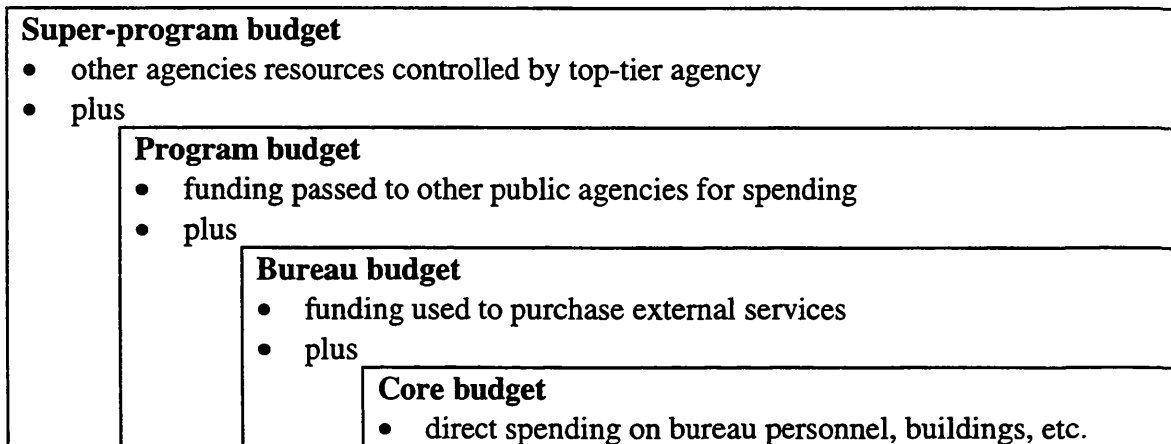 Super-program budget
• other agencies resources controlled by top-tier agency
• plus
Program budget
• funding passed to other public agencies for spending
• plus
Bureau budget
• funding used to purchase external services
• plus
Core budget
• direct spending on bureau personnel, buildings, etc.